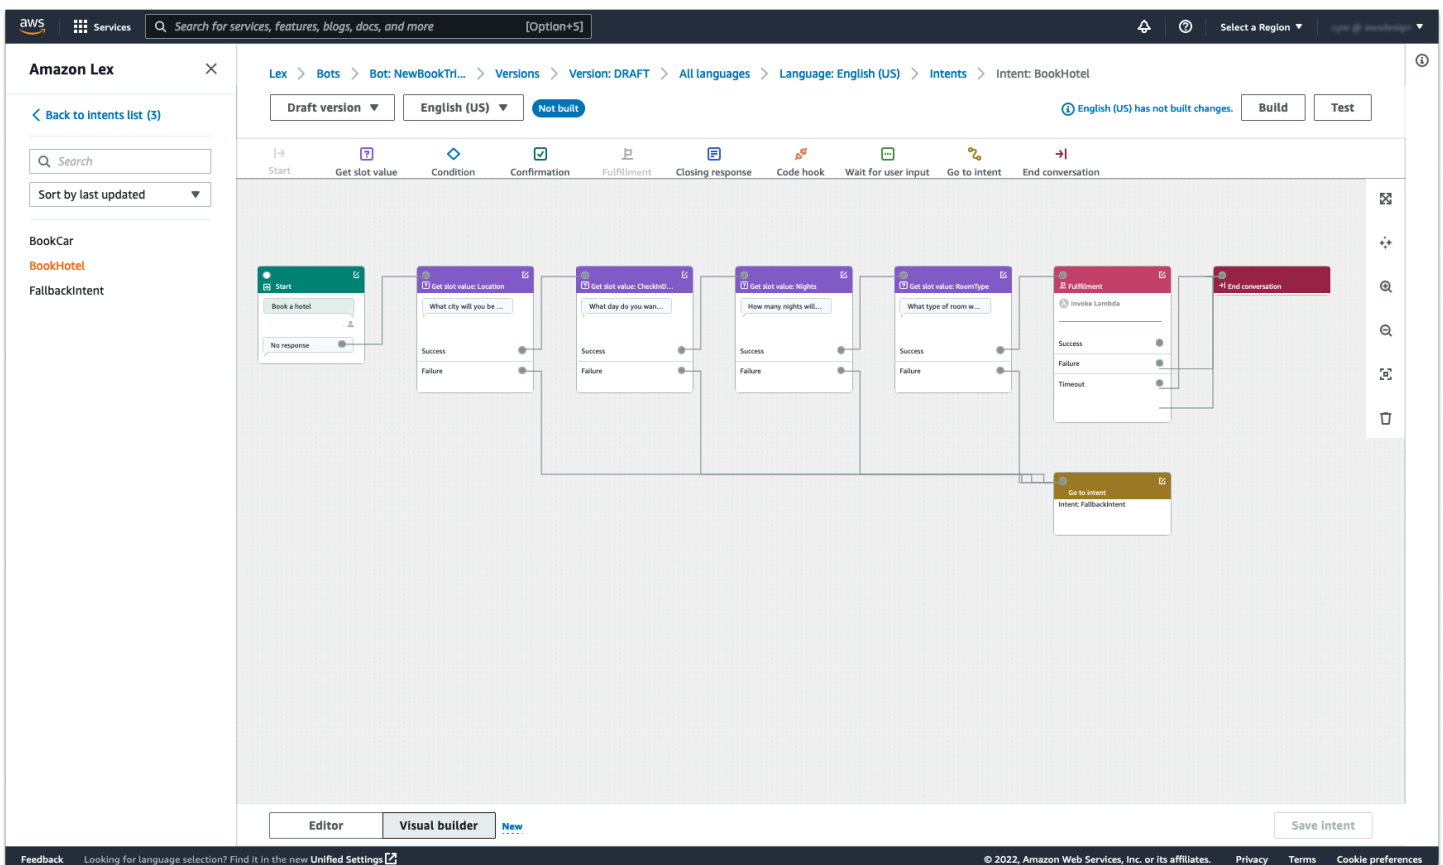 aws
Services
Search for services, features, blogs, docs, and more
[Option+S]
Select a Region
Amazon Lex
Back to intents list (3)
Search
Sort by last updated
BookCar
BookHotel
FallbackIntent
Lex > Bots > Bot: NewBookTri... > Versions > Version: DRAFT > All languages > Language: English (US) > Intents > Intent: BookHotel
Draft version
English (US)
Not built
English (US) has not built changes.
Build
Test
Start
Get slot value
Condition
Confirmation
Fulfillment
Closing response
Code hook
Wait for user input
Go to intent
End conversation
Start
Book a hotel
No response
Get slot value: Location
What city will you be ...
Success
Failure
Get slot value: CheckInD...
What day do you wan...
Success
Failure
Get slot value: Nights
How many nights will...
Success
Failure
Get slot value: RoomType
What type of room w...
Success
Failure
Fulfillment
Invoke Lambda
Success
Failure
Timeout
End conversation
Go to intent
Intent: FallbackIntent
Editor
Visual builder
New
Save intent
Feedback
Looking for language selection? Find it in the new Unified Settings
© 2022, Amazon Web Services, Inc. or its affiliates.
Privacy
Terms
Cookie preferences